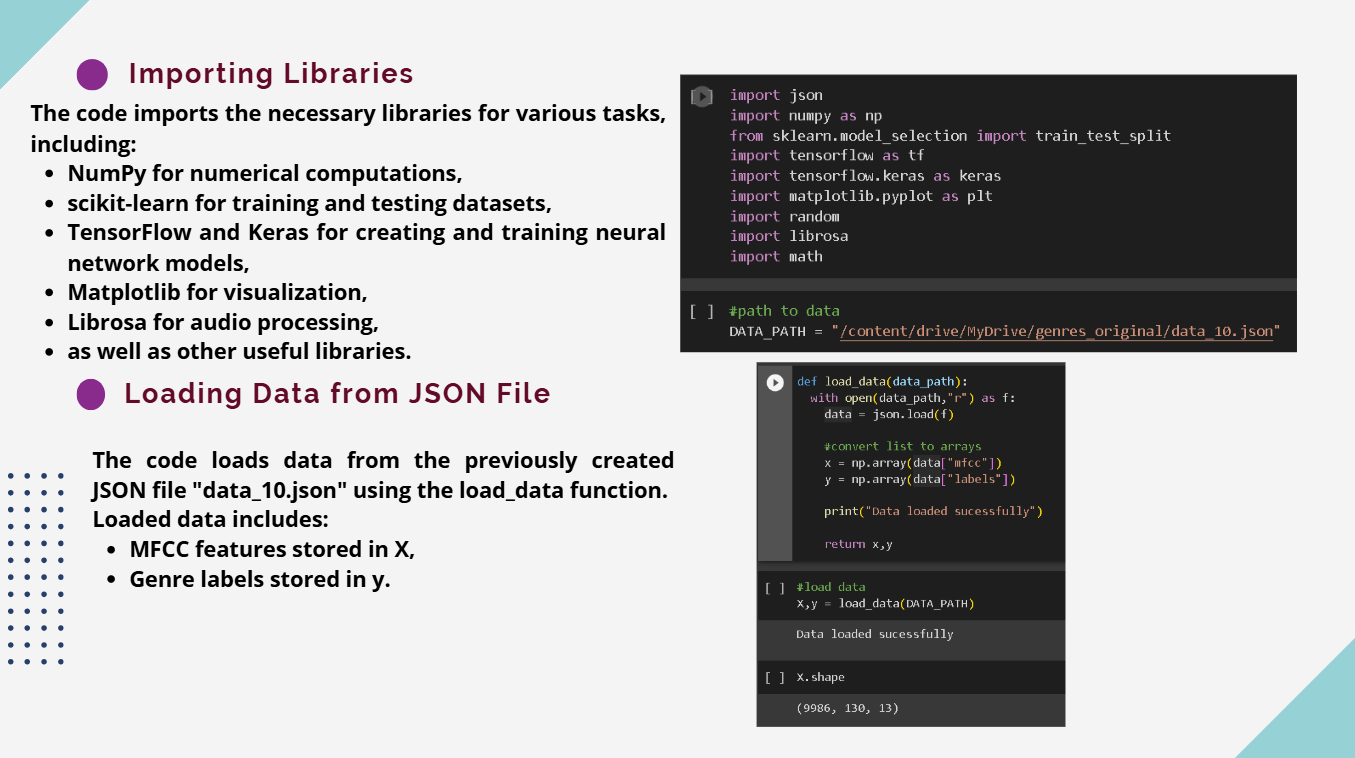 Importing Libraries
The code imports the necessary libraries for various tasks,
including:
• NumPy for numerical computations,
• scikit-learn for training and testing datasets,
• TensorFlow and Keras for creating and training neural
network models,
• Matplotlib for visualization,
• Librosa for audio processing,
• as well as other useful libraries.
Loading Data from JSON File
The code loads data from the previously created
JSON file "data_10.json" using the load_data function.
Loaded data includes:
• MFCC features stored in X,
• Genre labels stored in y.
import json
import numpy as np
from sklearn.model_selection import train_test_split
import tensorflow as tf
import tensorflow.keras as keras
import matplotlib.pyplot as plt
import random
import librosa
import math
[ ] #path to data
DATA_PATH = "/content/drive/MyDrive/genres_original/data_10.json"
def load_data(data_path):
with open(data_path,"r") as f:
data = json.load(f)
#convert list to arrays
x = np.array(data["mfcc"])
y = np.array(data["labels"])
print("Data loaded sucessfully")
return x,y
[ ] #load data
X,y = load_data(DATA_PATH)
Data loaded sucessfully
[ ] X.shape
(9986, 130, 13)